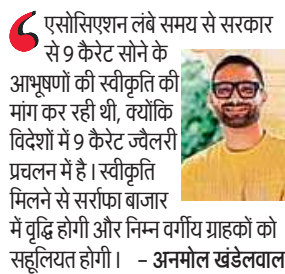 एसोसिएशन लंबे समय से सरकार
से 9 कैरेट सोने के
आभूषणों की स्वीकृति की
मांग कर रही थी, क्योंकि
विदेशों में 9 कैरेट ज्वैलरी
प्रचलन में है। स्वीकृति
मिलने से सर्राफा बाजार
में वृद्धि होगी और निम्न वर्गीय ग्राहकों को
सहूलियत होगी। - अनमोल खंडेलवाल